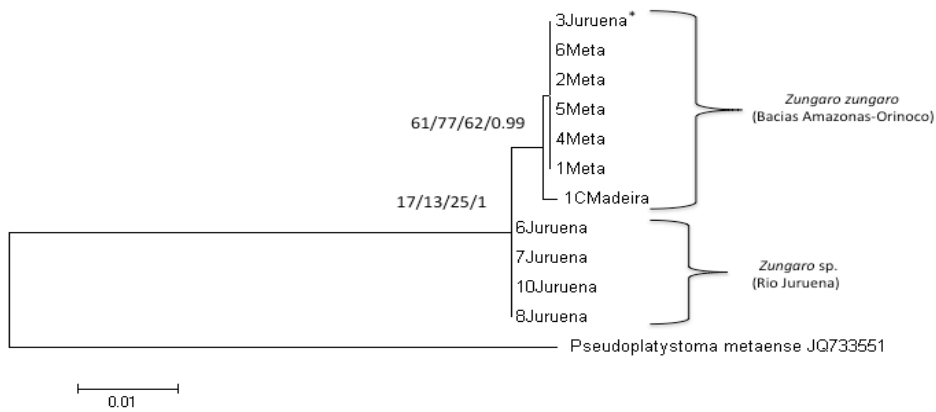 3Juruena*
6Meta
2Meta
5Meta
4Meta
1Meta
1CMadeira
Zungaro zungaro
(Bacias Amazonas-Orinoco)
61/77/62/0.99
17/13/25/1
6Juruena
7Juruena
10Juruena
8Juruena
Zungaro sp.
(Rio Juruena)
Pseudoplatystoma metaense JQ733551
0.01